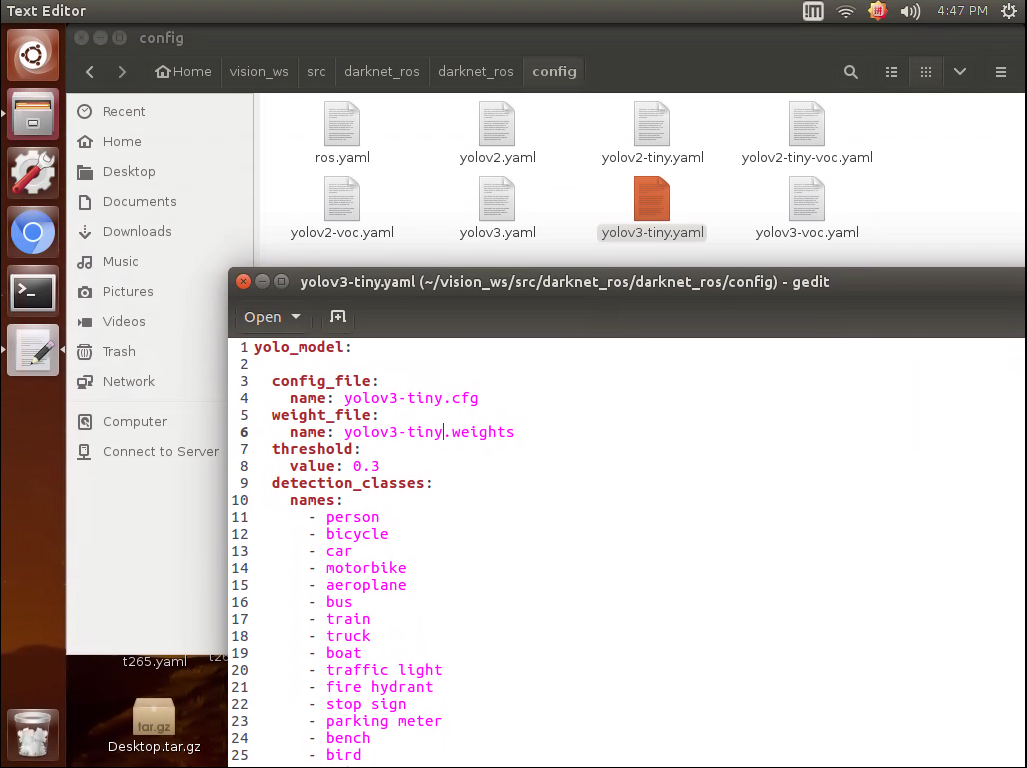 Text Editor
4:47 PM
config
Home vision_ws src darknet_ros darknet_ros config
Recent
Home
Desktop
Documents
Downloads
Music
Pictures
Videos
Trash
Network
Computer
Connect to Server
ros.yaml yolov2.yaml yolov2-tiny.yaml yolov2-tiny-voc.yaml
yolov2-voc.yaml yolov3.yaml yolov3-tiny.yaml yolov3-voc.yaml
yolov3-tiny.yaml (~/vision_ws/src/darknet_ros/darknet_ros/config) - gedit
Open
1 yolo_model:
2
3 config_file:
4 name: yolov3-tiny.cfg
5 weight_file:
6 name: yolov3-tiny.weights
7 threshold:
8 value: 0.3
9 detection_classes:
10 names:
11 - person
12 - bicycle
13 - car
14 - motorbike
15 - aeroplane
16 - bus
17 - train
18 - truck
19 - boat
20 - traffic light
21 - fire hydrant
22 - stop sign
23 - parking meter
24 - bench
25 - bird
t265.yaml
tar.gz
Desktop.tar.gz